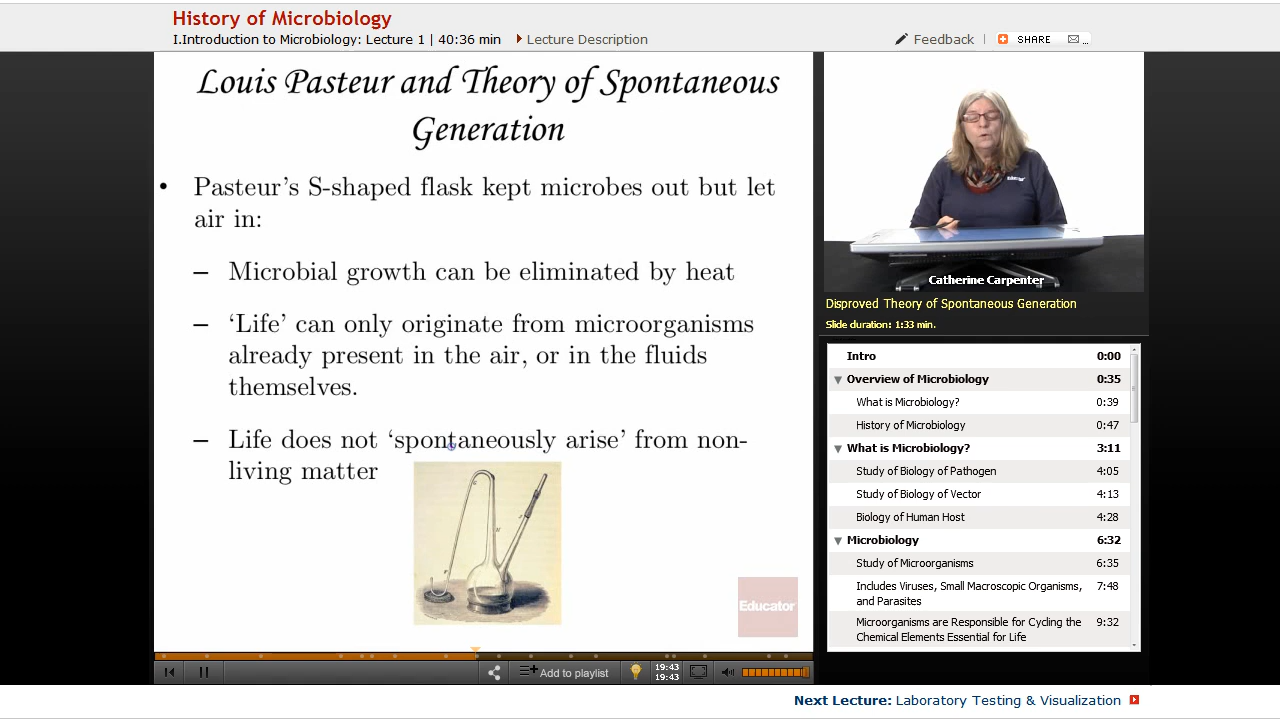 History of Microbiology
I.Introduction to Microbiology: Lecture 1 | 40:36 min
Lecture Description
Feedback
SHARE
...
Louis Pasteur and Theory of Spontaneous
Generation
• Pasteur's S-shaped flask kept microbes out but let
air in:
– Microbial growth can be eliminated by heat
– ‘Life’ can only originate from microorganisms
already present in the air, or in the fluids
themselves.
– Life does not ‘spontaneously arise’ from non-
living matter
Educator
Catherine Carpenter
Disproved Theory of Spontaneous Generation
Slide duration: 1:33 min.
Intro 0:00
Overview of Microbiology 0:35
What is Microbiology? 0:39
History of Microbiology 0:47
What is Microbiology? 3:11
Study of Biology of Pathogen 4:05
Study of Biology of Vector 4:13
Biology of Human Host 4:28
Microbiology 6:32
Study of Microorganisms 6:35
Includes Viruses, Small Macroscopic Organisms, 7:48
and Parasites
Microorganisms are Responsible for Cycling the 9:32
Chemical Elements Essential for Life
Add to playlist
19:43
19:43
Next Lecture: Laboratory Testing & Visualization